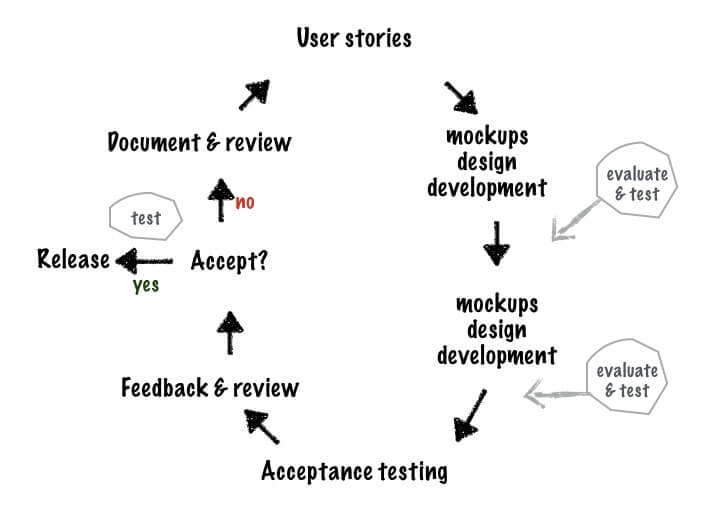 User stories
Document & review
mockups
design
development
evaluate
& test
no
test
Release
Accept?
yes
mockups
design
development
evaluate
& test
Feedback & review
Acceptance testing